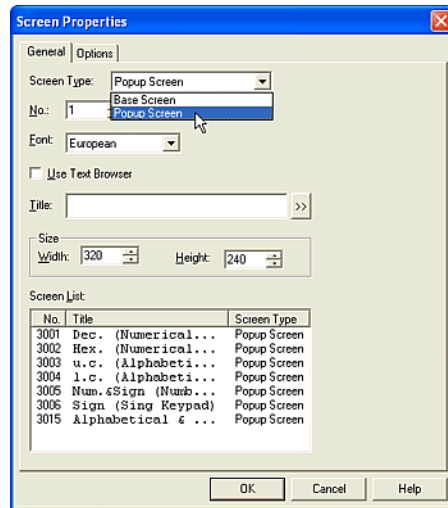 Screen Properties
General Options
Screen Type: Popup Screen
Base Screen
Popup Screen
No.: 1
Font: European
Use Text Browser
Title: >>
Size
Width: 320 Height: 240
Screen List:
No. Title Screen Type
3001 Dec. (Numerical... Popup Screen
3002 Hex. (Numerical... Popup Screen
3003 u.c. (Alphabeti... Popup Screen
3004 l.c. (Alphabeti... Popup Screen
3005 Num.&Sign (Numb... Popup Screen
3006 Sign (Sing Keypad) Popup Screen
3015 Alphabetical & ... Popup Screen
OK Cancel Help